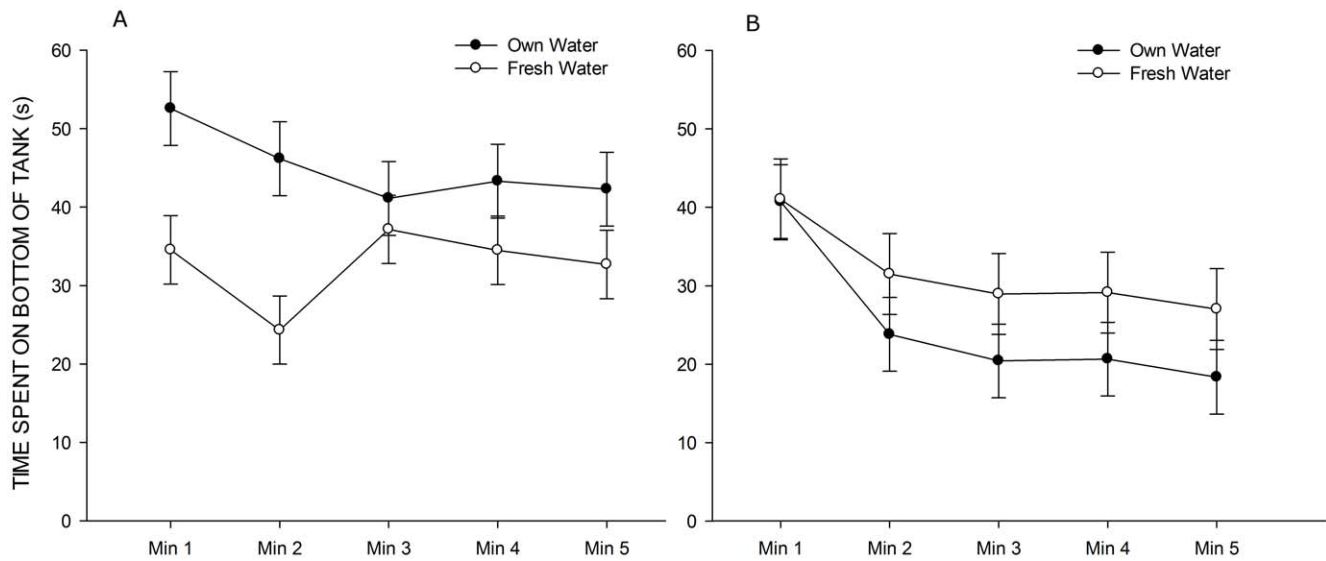 A
Own Water
Fresh Water
TIME SPENT ON BOTTOM OF TANK (s)
60
50
40
30
20
10
0
Min 1 Min 2 Min 3 Min 4 Min 5
B
Own Water
Fresh Water
60
50
40
30
20
10
0
Min 1 Min 2 Min 3 Min 4 Min 5